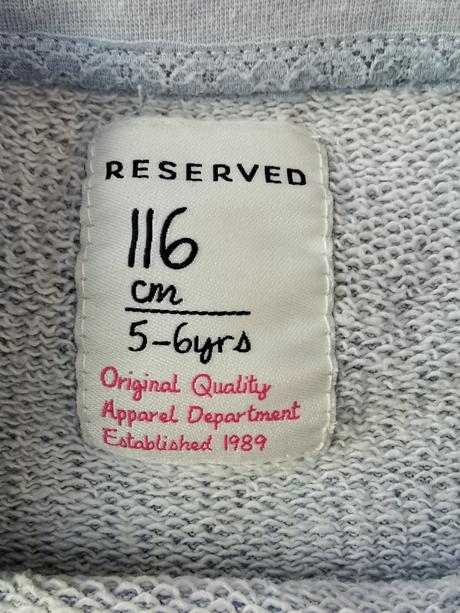 RESERVED
116
cm
5-6yrs
Original Quality
Apparel Department
Established 1989